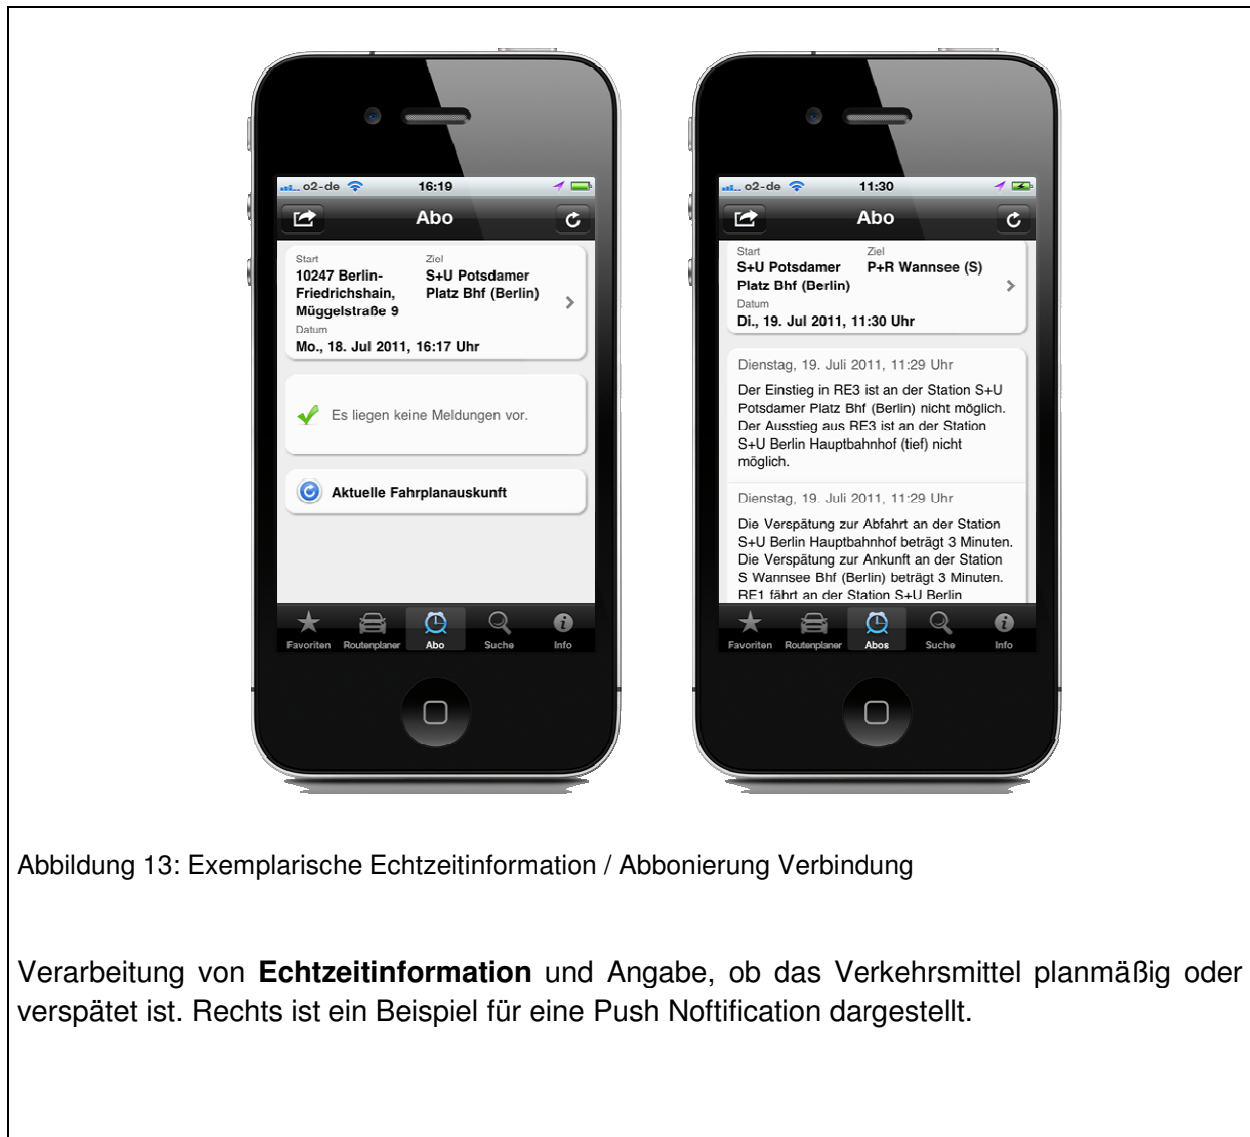 o2-de 16:19
Abo
Start
10247 Berlin-
Friedrichshain,
Müggelstraße 9
Ziel
S+U Potsdamer
Platz Bhf (Berlin)
Datum
Mo., 18. Jul 2011, 16:17 Uhr
Es liegen keine Meldungen vor.
Aktuelle Fahrplanauskunft
Favoriten Routenplaner Abo Suche Info
o2-de 11:30
Abo
Start
S+U Potsdamer
Platz Bhf (Berlin)
Ziel
P+R Wannsee (S)
Datum
Di., 19. Jul 2011, 11:30 Uhr
Dienstag, 19. Juli 2011, 11:29 Uhr
Der Einstieg in RE3 ist an der Station S+U
Potsdamer Platz Bhf (Berlin) nicht möglich.
Der Ausstieg aus RE3 ist an der Station
S+U Berlin Hauptbahnhof (tief) nicht
möglich.
Dienstag, 19. Juli 2011, 11:29 Uhr
Die Verspätung zur Abfahrt an der Station
S+U Berlin Hauptbahnhof beträgt 3 Minuten.
Die Verspätung zur Ankunft an der Station
S Wannsee Bhf (Berlin) beträgt 3 Minuten.
RE1 fährt an der Station S+U Berlin
Favoriten Routenplaner Abos Suche Info
Abbildung 13: Exemplarische Echtzeitinformation / Abbonierung Verbindung
Verarbeitung von Echtzeitinformation und Angabe, ob das Verkehrsmittel planmäßig oder
verspätet ist. Rechts ist ein Beispiel für eine Push Noftification dargestellt.